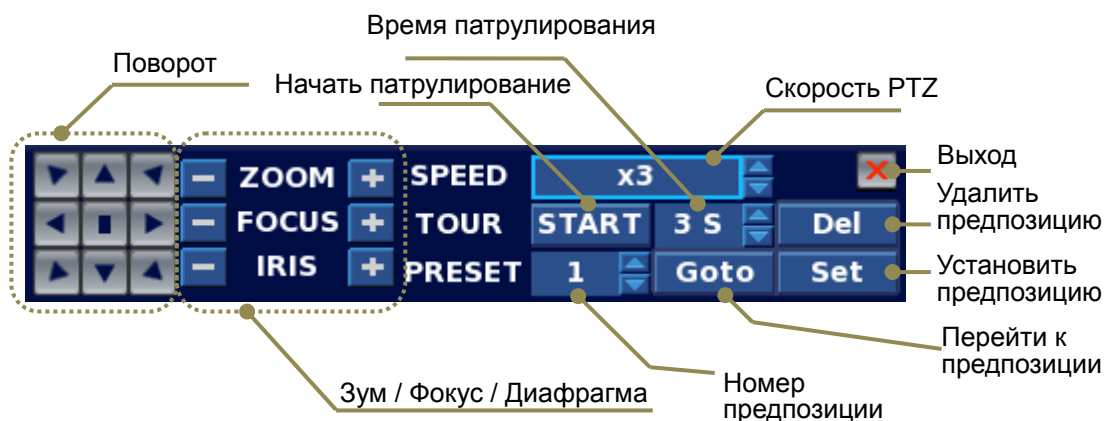 Время патрулирования
Поворот
Начать патрулирование
Скорость PTZ
ZOOM
SPEED
x3
Выход
FOCUS
TOUR
START
3 S
Del
Удалить
предпозицию
IRIS
PRESET
1
Goto
Set
Установить
предпозицию
Перейти к
предпозиции
Зум / Фокус / Диафрагма
Номер
предпозиции